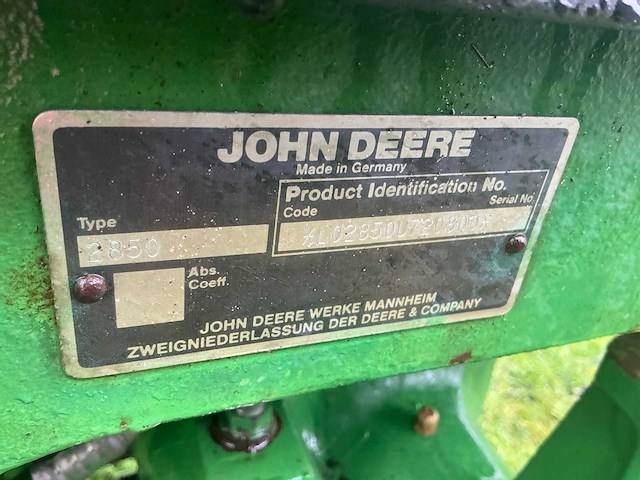 JOHN DEERE
Made in Germany
Product Identification No.
Code
Serial No.
Type
2850
Abs.
Coeff.
JOHN DEERE WERKE MANNHEIM
ZWEIGNIEDERLASSUNG DER DEERE & COMPANY